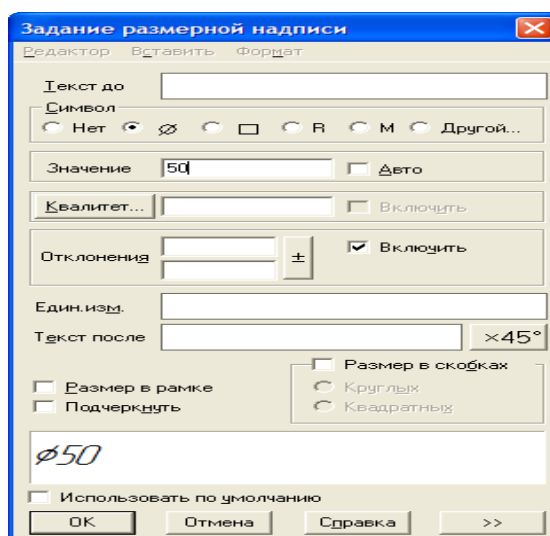 Задание размерной надписи
Редактор Вставить Формат
Текст до
Символ
Нет ⌀ □ R M Другой...
Значение 50 Авто
Квалитет... Включить
Отклонения ± Включить
Един.изм.
Текст после ×45°
Размер в скобках
Размер в рамке Круглых
Подчеркнуть Квадратных
⌀50
Использовать по умолчанию
OK Отмена Справка >>